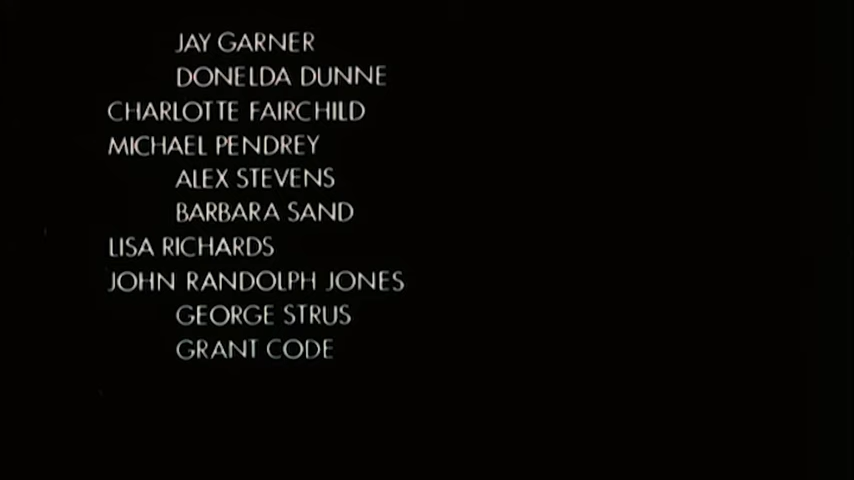 JAY GARNER
DONELDA DUNNE
CHARLOTTE FAIRCHILD
MICHAEL PENDREY
ALEX STEVENS
BARBARA SAND
LISA RICHARDS
JOHN RANDOLPH JONES
GEORGE STRUS
GRANT CODE